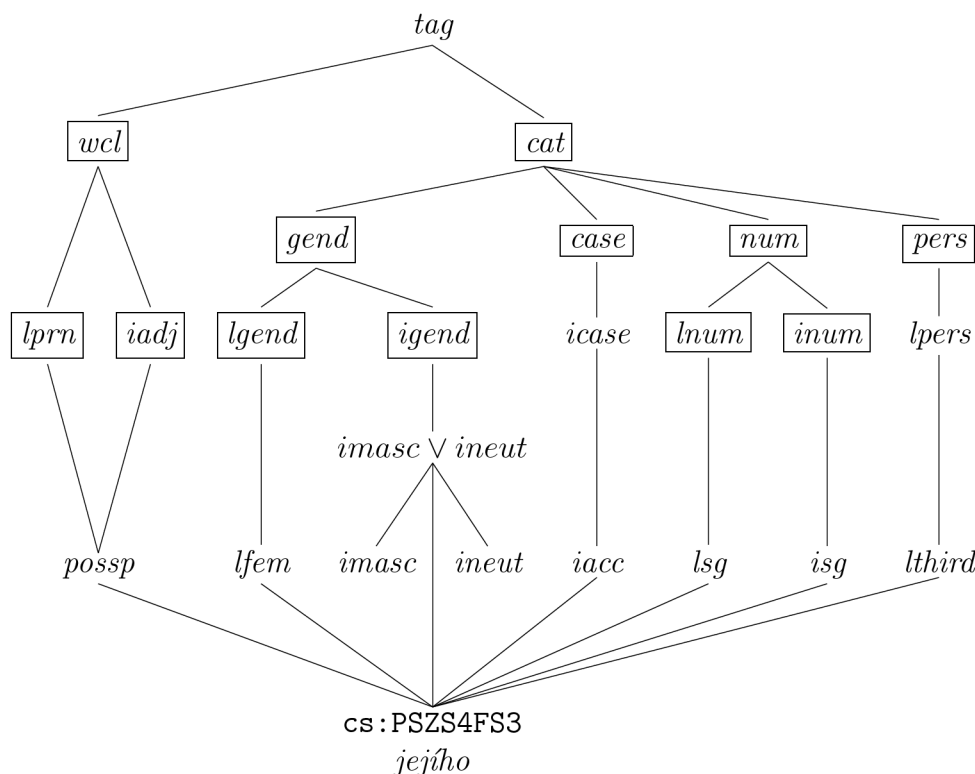 tag
wcl cat
gend case num pers
lprn iadj lgend igend icase lnum inum lpers
imasc ∨ ineut
possp lfem imasc ineut iacc lsg isg lthird
cs:PSZS4FS3
jejího